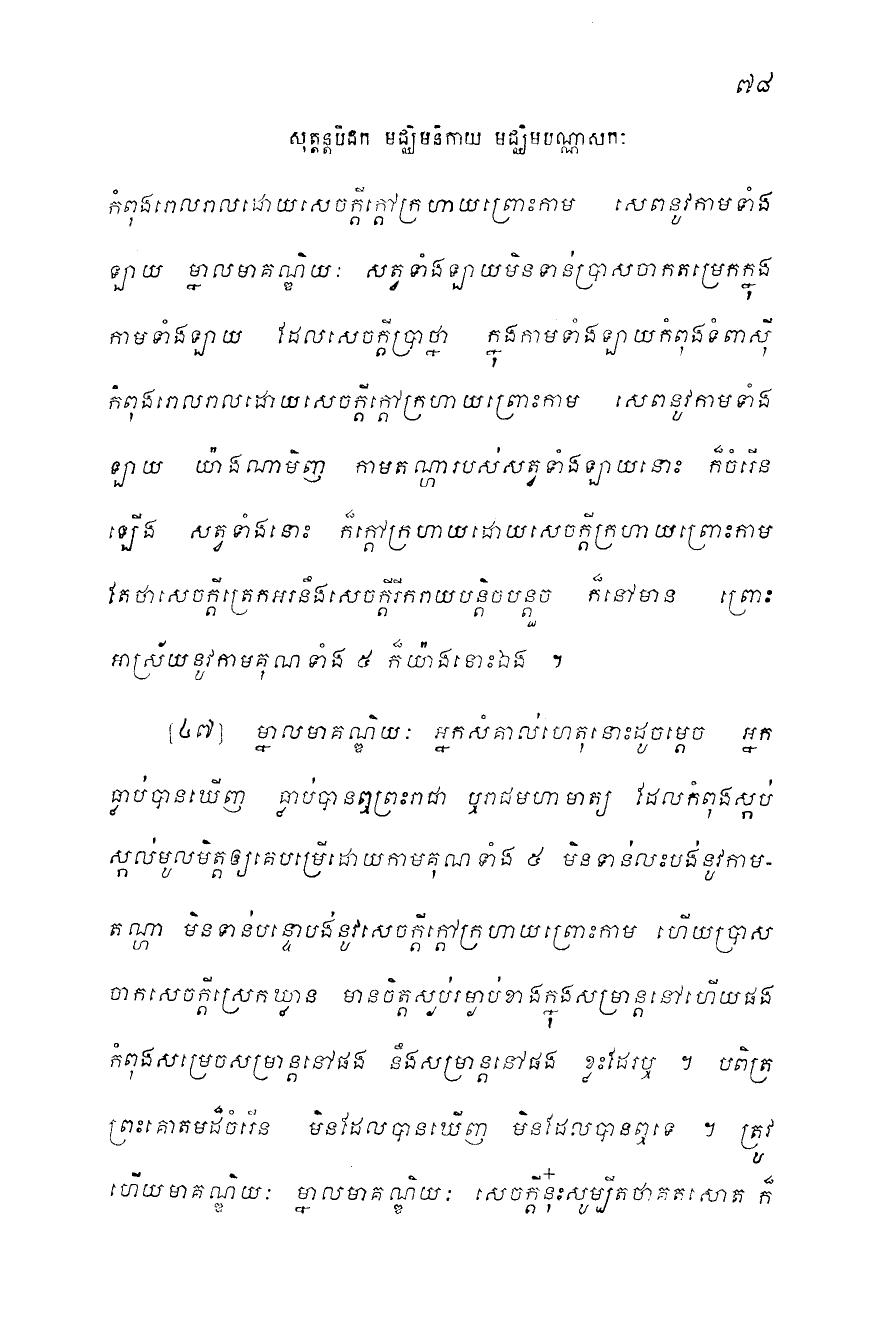 ៧៨
សុត្តន្តបិដក មជ្ឈិមនិកាយ មជ្ឈិមបណ្ណាសកៈ
កំពុងរោលរាលដោយសេចក្តីក្តៅក្រហាយព្រោះកាម សេពនូវកាមទាំង
ឡាយ ម្នាលមាគណ្ឌិយៈ សត្វទាំងឡាយមិនទាន់ប្រាសចាកតម្រេកក្នុង
កាមទាំងឡាយ ដែលសេចក្តីប្រាថ្នា ក្នុងកាមទាំងឡាយកំពុងទំពាស៊ី
កំពុងរោលរាលដោយសេចក្តីក្តៅក្រហាយព្រោះកាម សេពនូវកាមទាំង
ឡាយ យ៉ាងណាមិញ កាមតណ្ហារបស់សត្វទាំងឡាយនោះ ក៏ចំរើន
ឡើង សត្វទាំងនោះ ក៏ក្តៅក្រហាយដោយសេចក្តីក្រហាយព្រោះកាម
តែថាសេចក្តីត្រេកអរនឹងសេចក្តីរីករាយបន្តិចបន្តួច ក៏នៅមាន ព្រោះ
អាស្រ័យនូវកាមគុណទាំង ៥ ក៏យ៉ាងនោះឯង ។
[៤៧] ម្នាលមាគណ្ឌិយៈ អ្នកសំគាល់ហេតុនោះដូចម្តេច អ្នក
ធ្លាប់បានឃើញ ធ្លាប់បានឮព្រះរាជា ឬរាជមហាមាត្យ ដែលកំពុងស្កប់
ស្កល់មូលមិត្តឲ្យគេបម្រើដោយកាមគុណទាំង ៥ មិនទាន់លះបង់នូវកាម-
តណ្ហា មិនទាន់បន្ទោបង់នូវសេចក្តីក្តៅក្រហាយព្រោះកាម ហើយប្រាស
ចាកសេចក្តីស្រេកឃ្លាន មានចិត្តស្ងប់រម្ងាប់ខាងក្នុងសម្រាន្តនៅហើយផង
កំពុងសម្រេចសម្រាន្តនៅផង នឹងសម្រាន្តនៅផង ខ្លះដែរឬ ។ បពិត្រ
ព្រះគោតមដ៏ចំរើន មិនដែលបានឃើញ មិនដែលបានឮទេ ។ ត្រូវ
ហើយមាគណ្ឌិយៈ ម្នាលមាគណ្ឌិយៈ សេចក្តីនុ៎ះសូម្បីតថាគតសោត ក៏